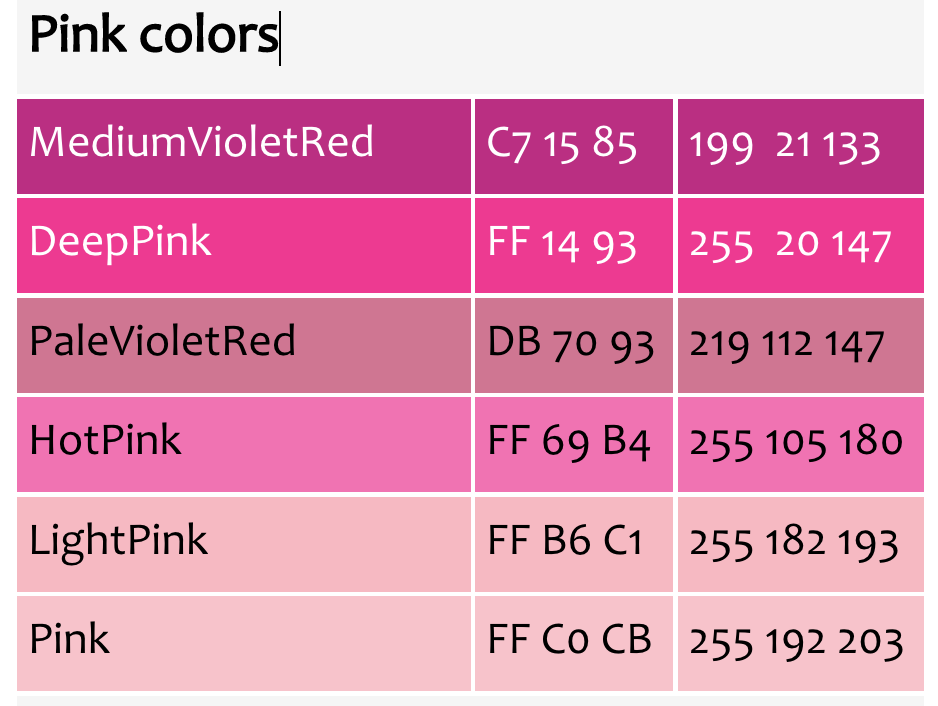 Pink colors
MediumVioletRed C7 15 85 199 21 133
DeepPink FF 14 93 255 20 147
PaleVioletRed DB 70 93 219 112 147
HotPink FF 69 B4 255 105 180
LightPink FF B6 C1 255 182 193
Pink FF C0 CB 255 192 203